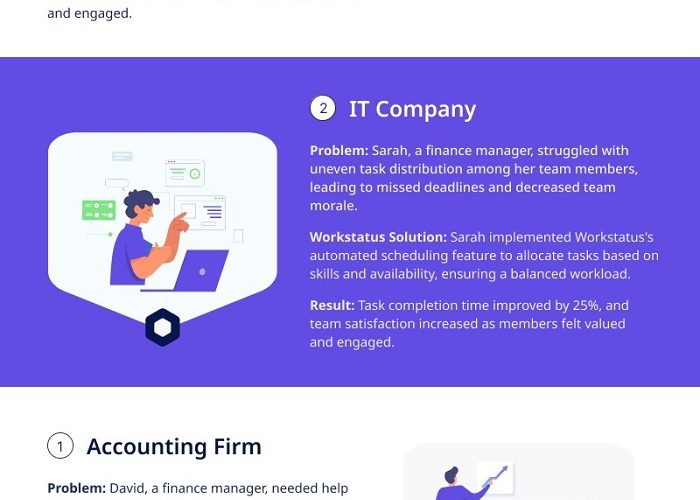 and engaged.
2
IT Company
Problem: Sarah, a finance manager, struggled with
uneven task distribution among her team members,
leading to missed deadlines and decreased team
morale.
Workstatus Solution: Sarah implemented Workstatus's
automated scheduling feature to allocate tasks based on
skills and availability, ensuring a balanced workload.
Result: Task completion time improved by 25%, and
team satisfaction increased as members felt valued
and engaged.
1
Accounting Firm
Problem: David, a finance manager, needed help